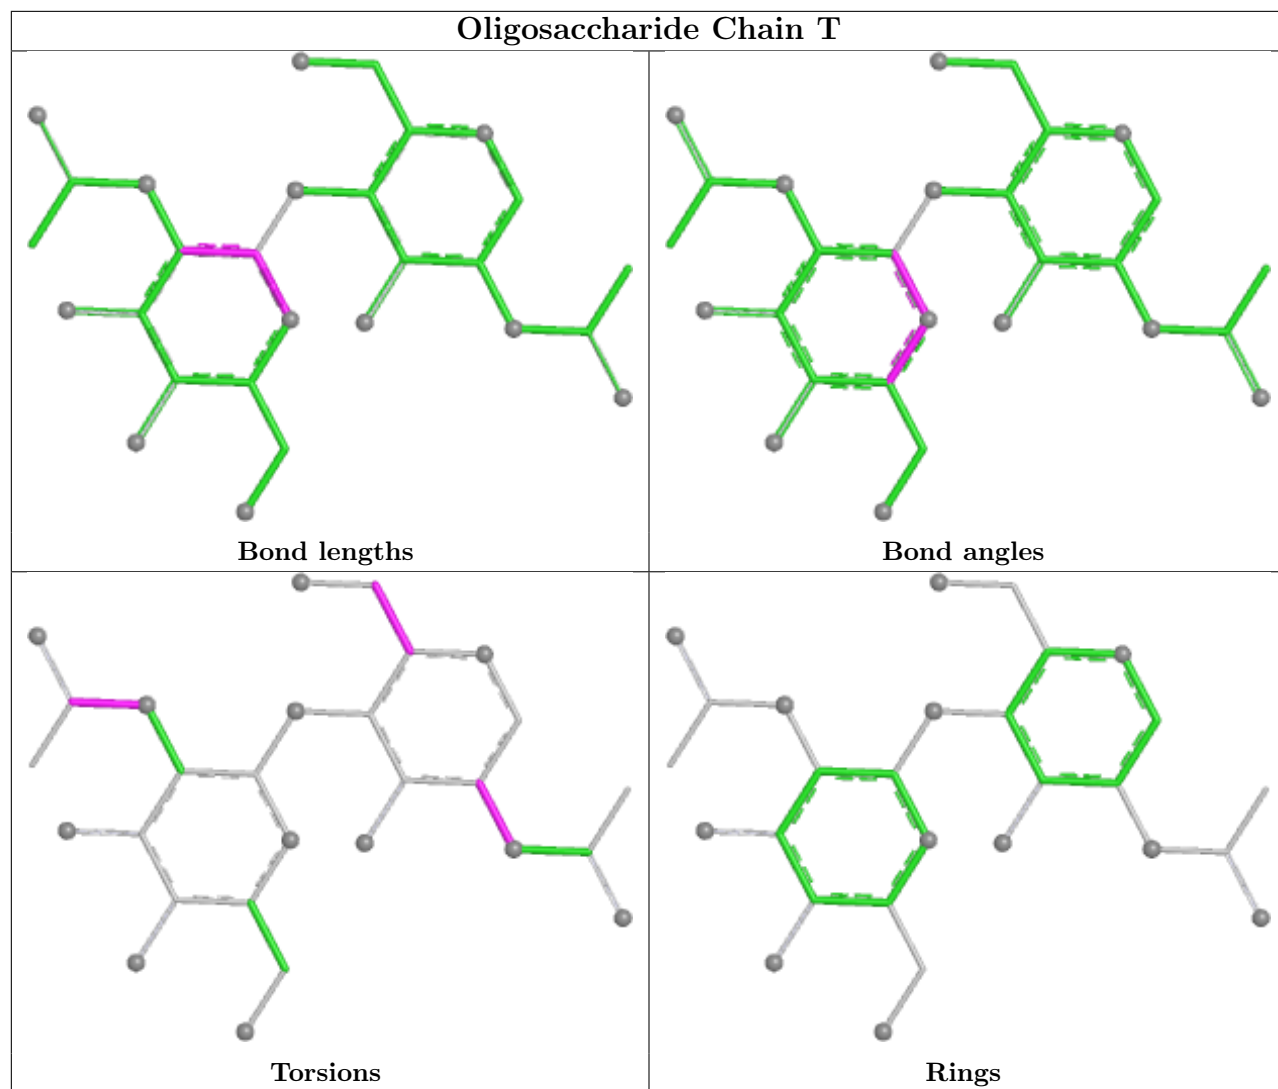 Oligosaccharide Chain T
Bond lengths
Bond angles
Torsions
Rings